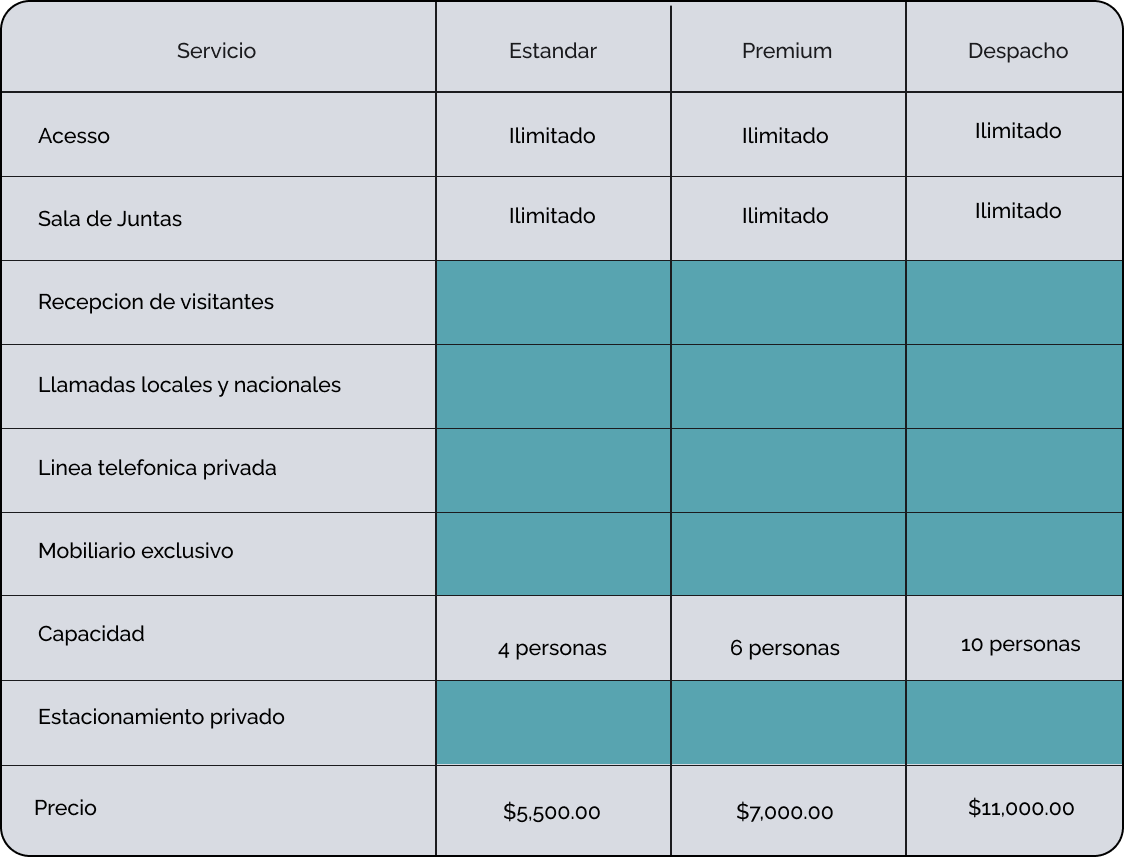 Servicio Estandar Premium Despacho
Acesso Ilimitado Ilimitado Ilimitado
Sala de Juntas Ilimitado Ilimitado Ilimitado
Recepcion de visitantes
Llamadas locales y nacionales
Linea telefonica privada
Mobiliario exclusivo
Capacidad 4 personas 6 personas 10 personas
Estacionamiento privado
Precio $5,500.00 $7,000.00 $11,000.00